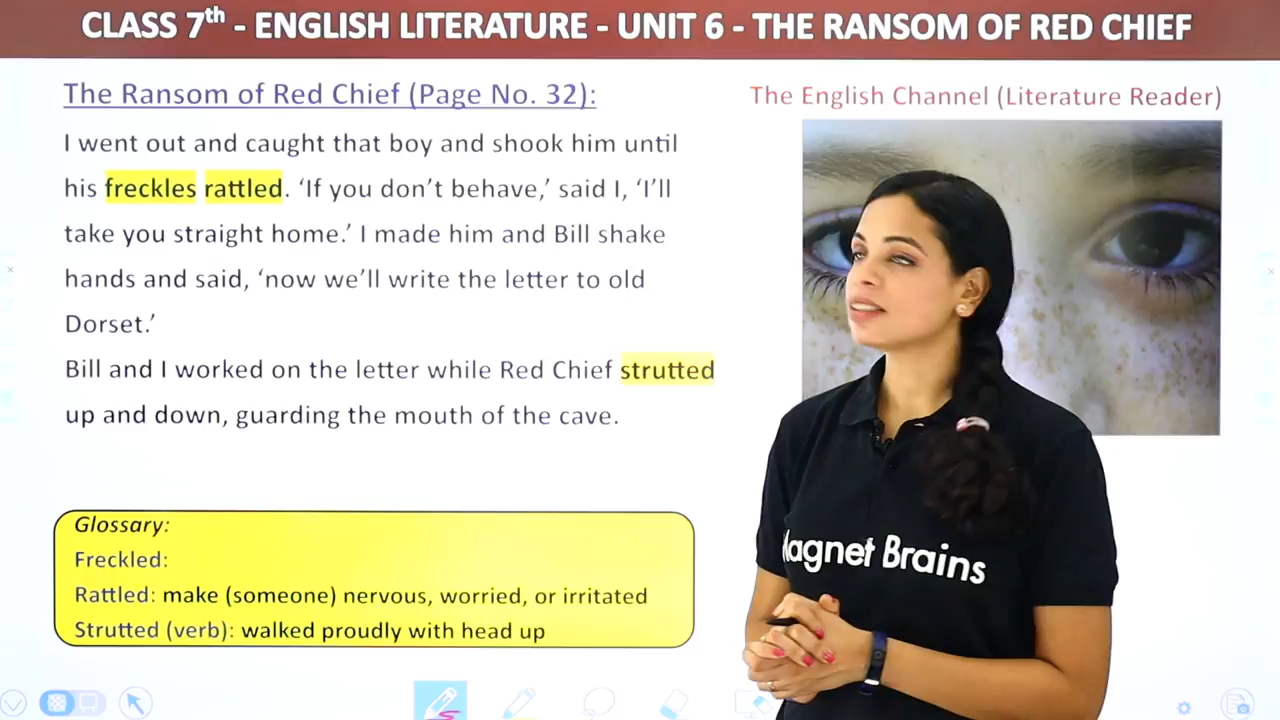 CLASS 7th - ENGLISH LITERATURE - UNIT 6 - THE RANSOM OF RED CHIEF
The Ransom of Red Chief (Page No. 32):
The English Channel (Literature Reader)
I went out and caught that boy and shook him until
his freckles rattled. ‘If you don’t behave,’ said I, ‘I’ll
take you straight home.’ I made him and Bill shake
hands and said, ‘now we’ll write the letter to old
Dorset.’
Bill and I worked on the letter while Red Chief strutted
up and down, guarding the mouth of the cave.
Glossary:
Freckled:
Rattled: make (someone) nervous, worried, or irritated
Strutted (verb): walked proudly with head up
Magnet Brains